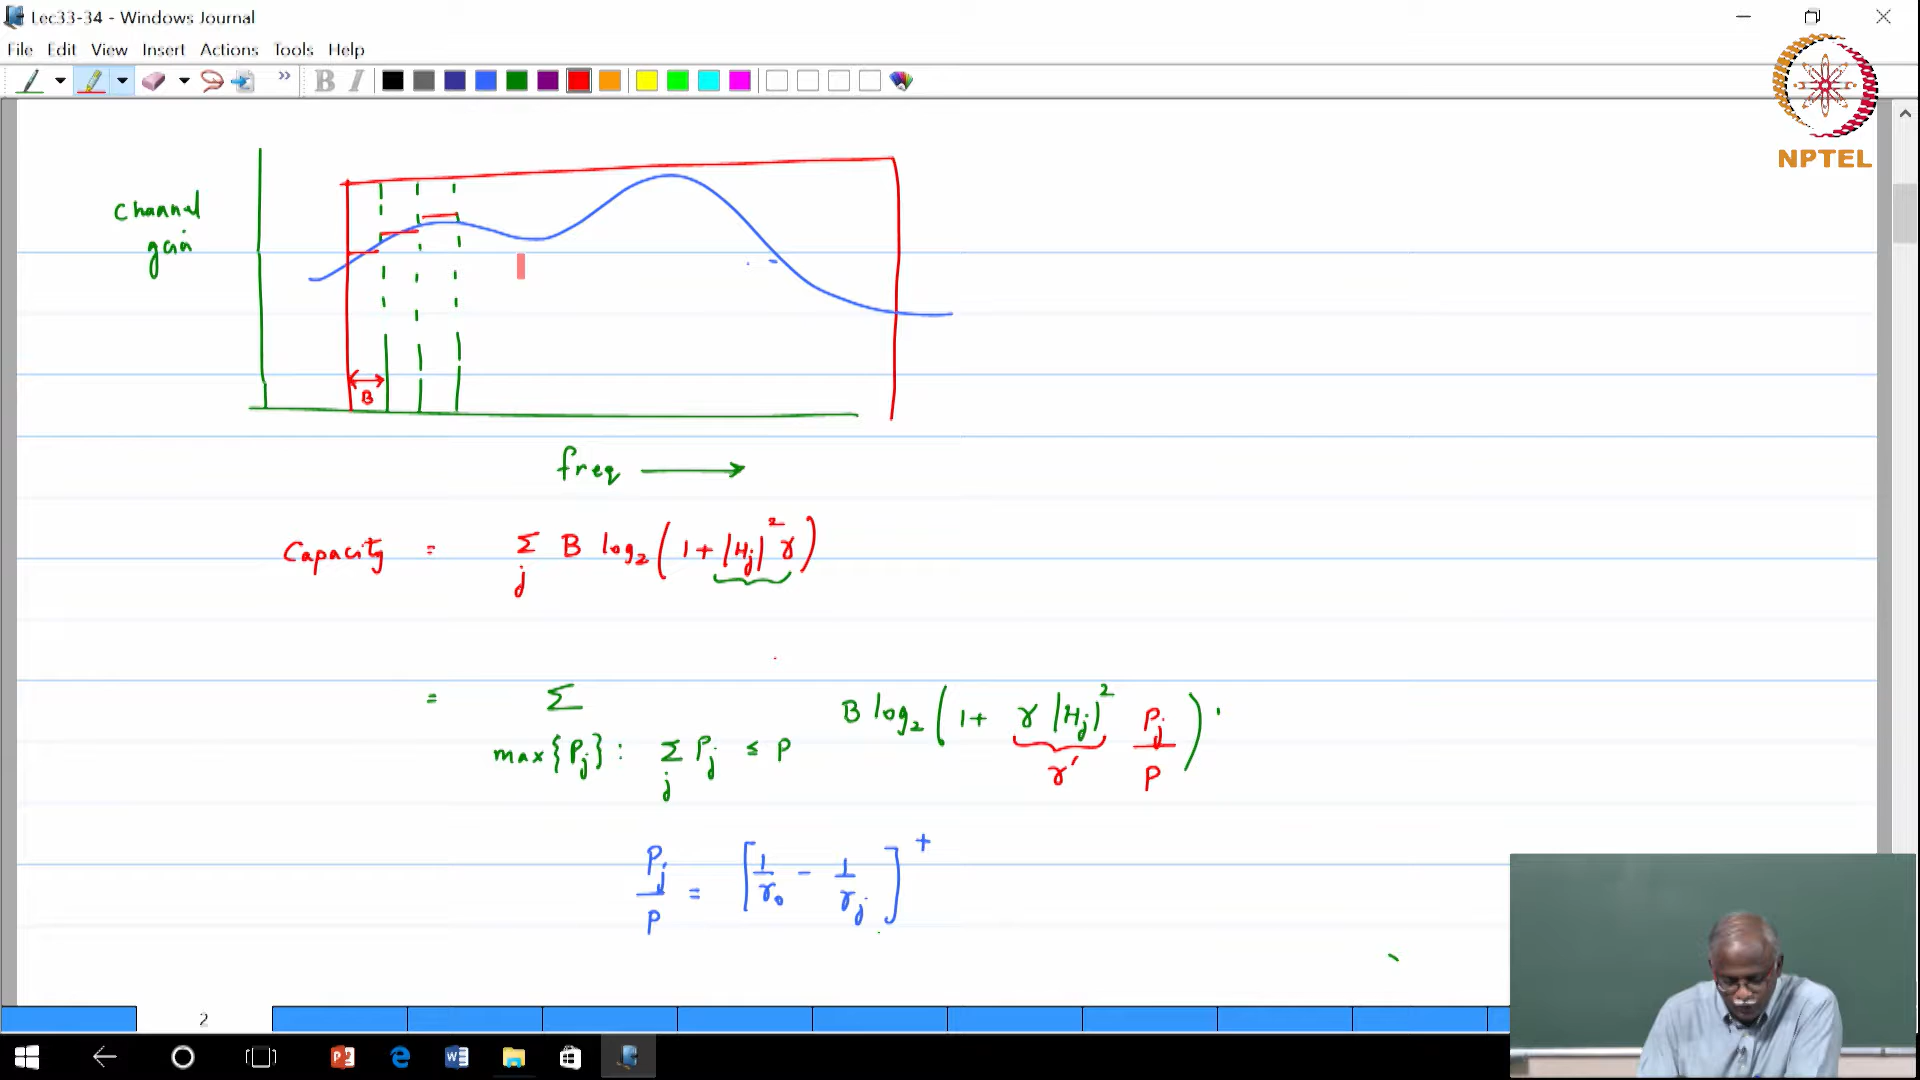 Lec33-34 - Windows Journal
File Edit View Insert Actions Tools Help
B I
NPTEL
Channel
gain
B
freq
Capacity = Σ_j B log₂(1 + |H_j|² γ)
= Σ_{max{P_j} : Σ_j P_j ≤ P} B log₂(1 + γ|H_j|² P_j/P)
γ'
P_j/P = [1/γ₀ - 1/γ_j]⁺
2